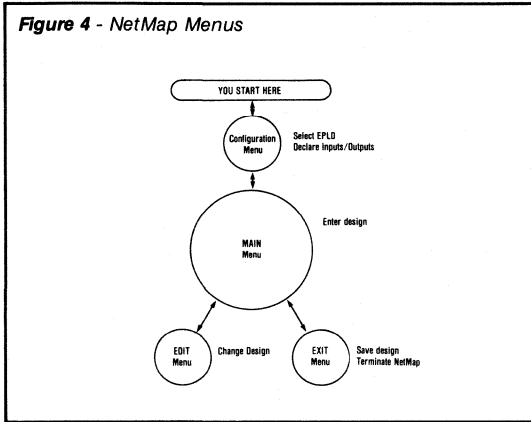 Figure 4 - NetMap Menus
YOU START HERE
Configuration
Menu
Select EPLD
Declare Inputs/Outputs
MAIN
Menu
Enter design
EDIT
Menu
Change Design
EXIT
Menu
Save design
Terminate NetMap